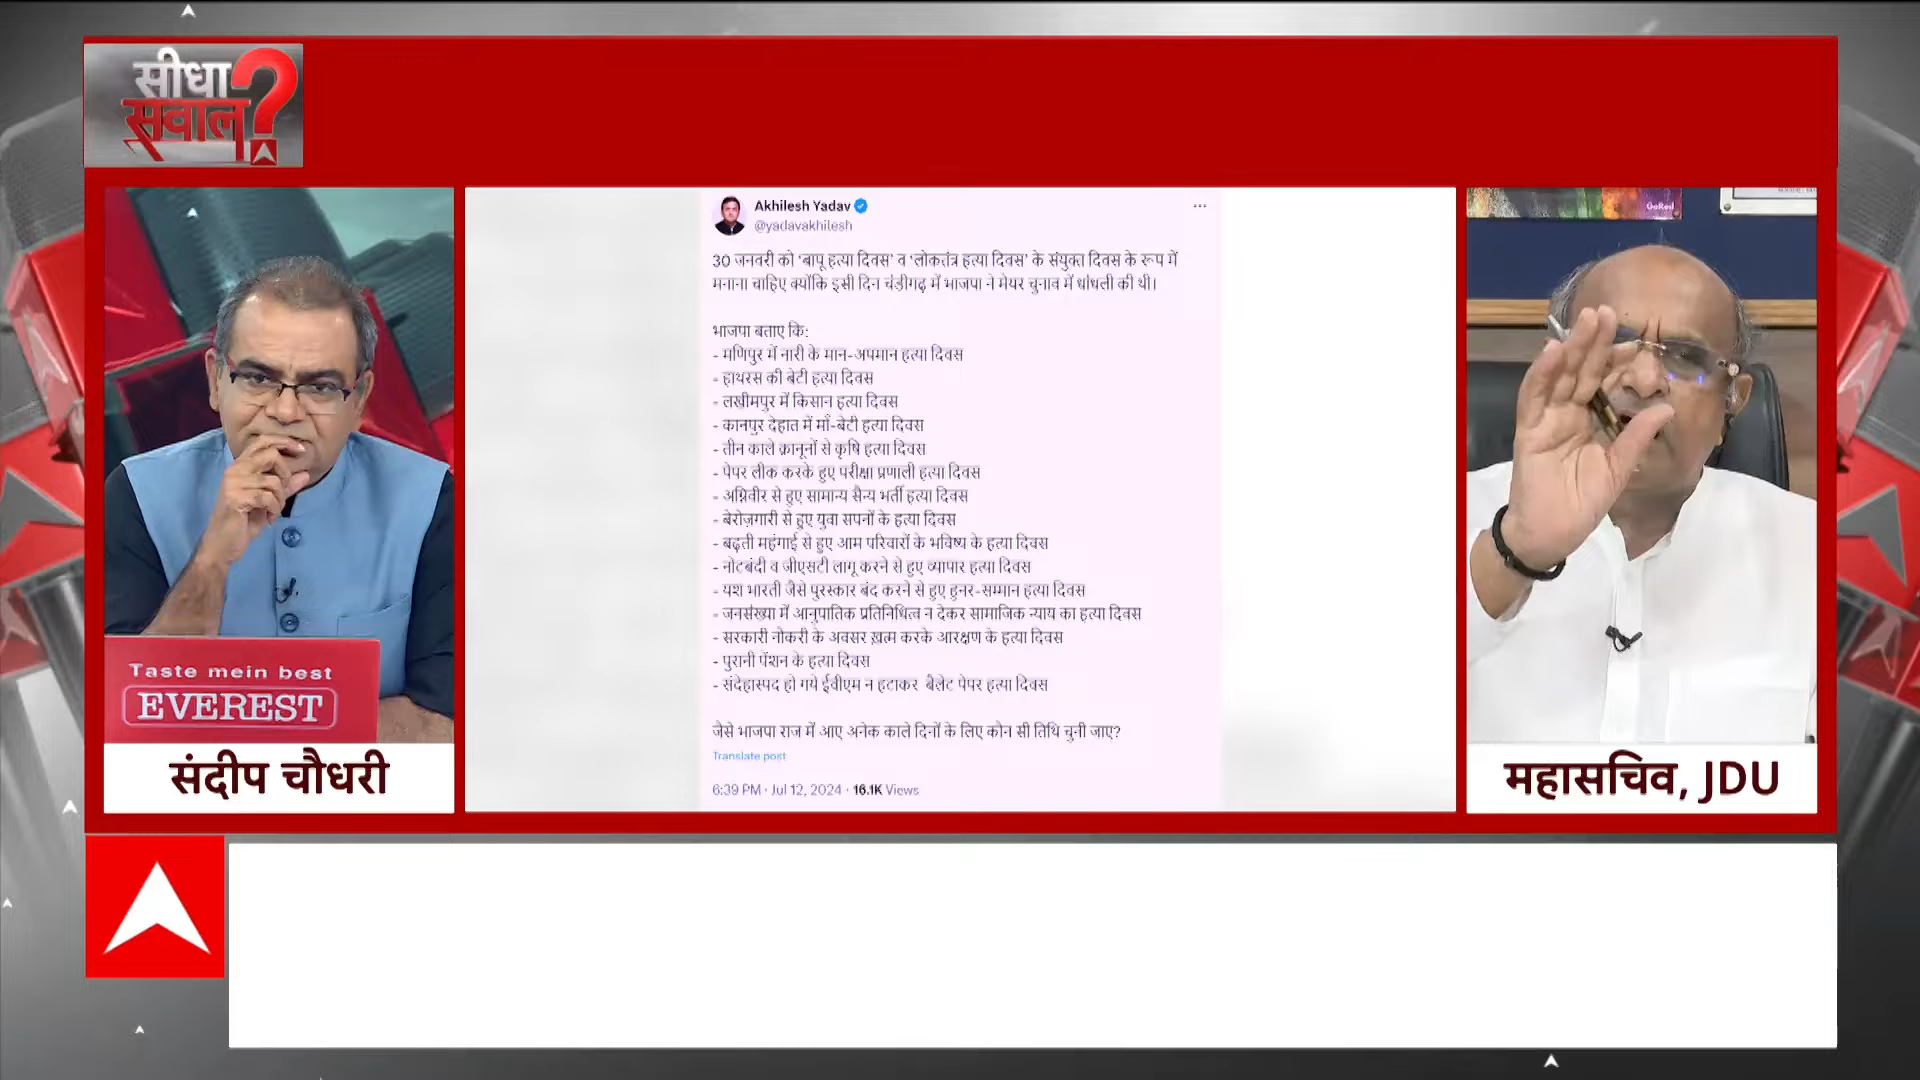 सीधा
सवाल?
Akhilesh Yadav
@yadavakhilesh
30 जनवरी को ‘बापू हत्या दिवस’ व ‘लोकतंत्र हत्या दिवस’ के संयुक्त दिवस के रूप में
मनाना चाहिए क्योंकि इसी दिन चंडीगढ़ में भाजपा ने मेयर चुनाव में धांधली की थी।
भाजपा बताए कि:
- मणिपुर में नारी के मान-अपमान हत्या दिवस
- हाथरस की बेटी हत्या दिवस
- लखीमपुर में किसान हत्या दिवस
- कानपुर देहात में माँ-बेटी हत्या दिवस
- तीन काले क़ानूनों से कृषि हत्या दिवस
- पेपर लीक करके हुए परीक्षा प्रणाली हत्या दिवस
- अग्निवीर से हुए सामान्य सैन्य भर्ती हत्या दिवस
- बेरोज़गारी से हुए युवा सपनों के हत्या दिवस
- बढ़ती महंगाई से हुए आम परिवारों के भविष्य के हत्या दिवस
- नोटबंदी व जीएसटी लागू करने से हुए व्यापार हत्या दिवस
- यश भारती जैसे पुरस्कार बंद करने से हुए हुनर-सम्मान हत्या दिवस
- जनसंख्या में आनुपातिक प्रतिनिधित्व न देकर सामाजिक न्याय का हत्या दिवस
- सरकारी नौकरी के अवसर ख़त्म करके आरक्षण के हत्या दिवस
- पुरानी पेंशन के हत्या दिवस
- संदेहास्पद हो गये ईवीएम न हटाकर बैलेट पेपर हत्या दिवस
जैसे भाजपा राज में आए अनेक काले दिनों के लिए कौन सी तिथि चुनी जाए?
Translate post
6:39 PM · Jul 12, 2024 · 16.1K Views
GoRed
Taste mein best
EVEREST
संदीप चौधरी
महासचिव, JDU